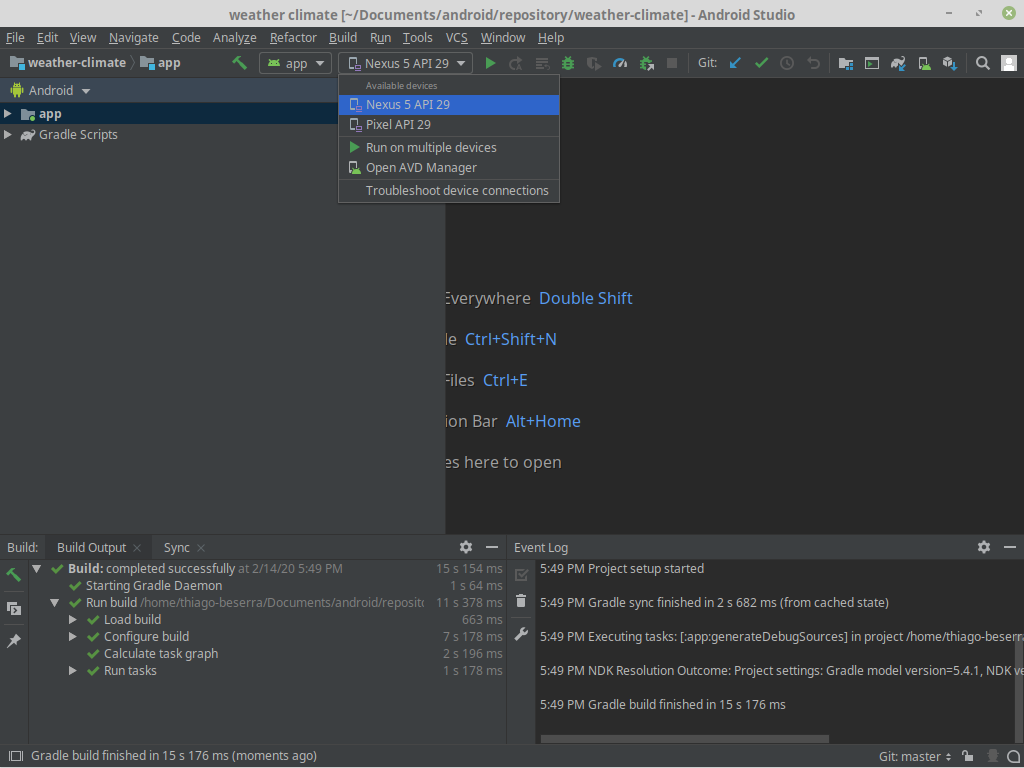 weather climate [~/Documents/android/repository/weather-climate] - Android Studio
File Edit View Navigate Code Analyze Refactor Build Run Tools VCS Window Help
weather-climate app app Nexus 5 API 29 Git:
Android
Available devices
app
Nexus 5 API 29
Pixel API 29
Gradle Scripts
Run on multiple devices
Open AVD Manager
Troubleshoot device connections
Everywhere Double Shift
le Ctrl+Shift+N
Files Ctrl+E
ion Bar Alt+Home
es here to open
Build: Build Output Sync
Build: completed successfully at 2/14/20 5:49 PM 15 s 154 ms
Starting Gradle Daemon 1 s 64 ms
Run build /home/thiago-beserra/Documents/android/reposito 11 s 378 ms
Load build 663 ms
Configure build 7 s 178 ms
Calculate task graph 2 s 196 ms
Run tasks 1 s 178 ms
Event Log
5:49 PM Project setup started
5:49 PM Gradle sync finished in 2 s 682 ms (from cached state)
5:49 PM Executing tasks: [:app:generateDebugSources] in project /home/thiago-beserra
5:49 PM NDK Resolution Outcome: Project settings: Gradle model version=5.4.1, NDK ve
5:49 PM Gradle build finished in 15 s 176 ms
Gradle build finished in 15 s 176 ms (moments ago) Git: master